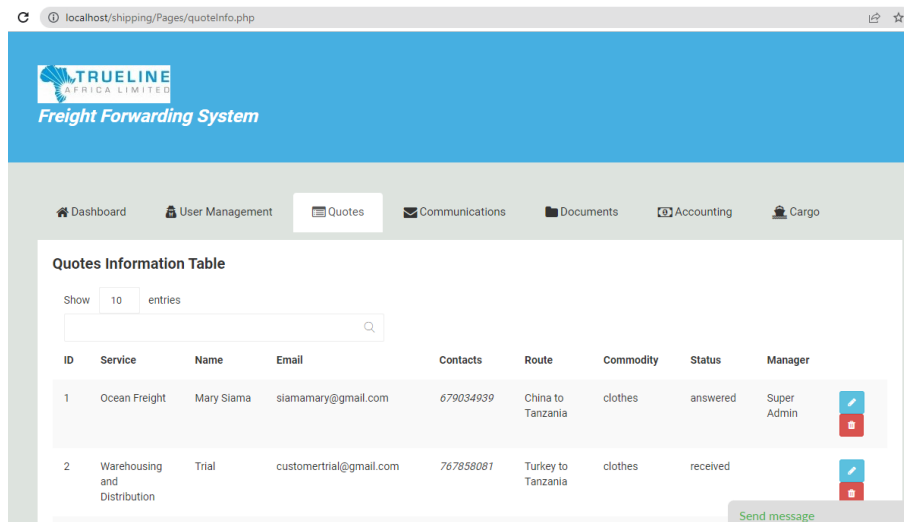 localhost/shipping/Pages/quoteInfo.php
TRUELINE
AFRICA LIMITED
Freight Forwarding System
Dashboard User Management Quotes Communications Documents Accounting Cargo
Quotes Information Table
Show 10 entries
ID Service Name Email Contacts Route Commodity Status Manager
1 Ocean Freight Mary Siama siamamary@gmail.com 679034939 China to clothes answered Super
Tanzania Admin
2 Warehousing Trial customertrial@gmail.com 767858081 Turkey to clothes received
and Tanzania
Distribution
Send message